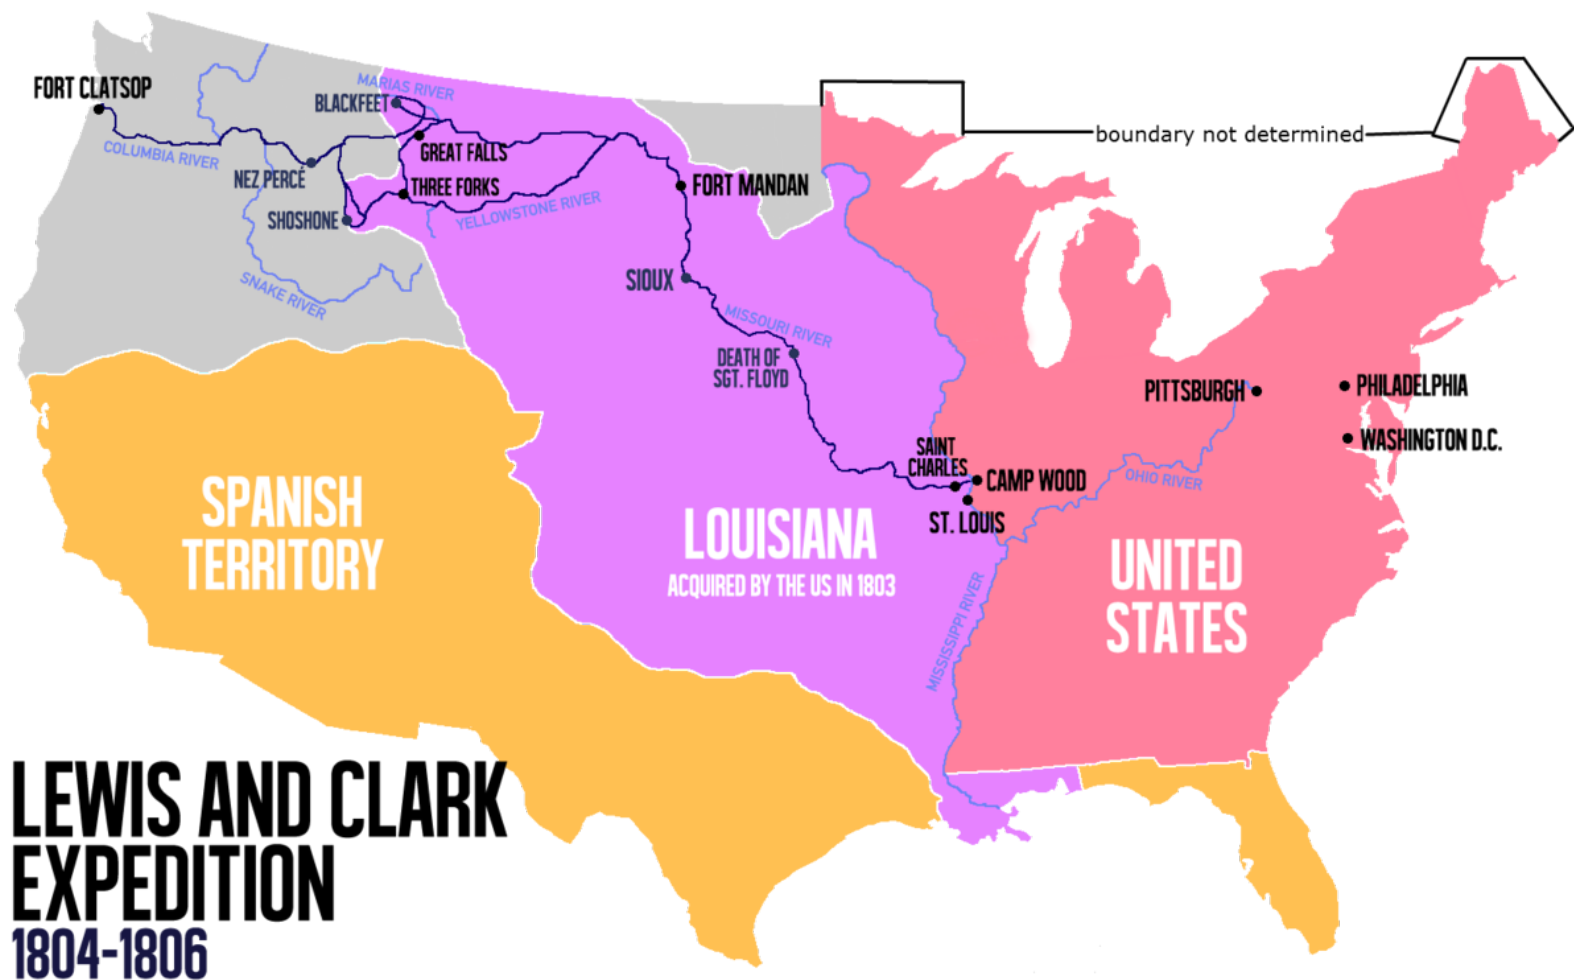 MARIAS RIVER
FORT CLATSOP
BLACKFEET
boundary not determined
COLUMBIA RIVER
GREAT FALLS
NEZ PERCÉ
THREE FORKS
FORT MANDAN
SHOSHONE
YELLOWSTONE RIVER
SNAKE RIVER
SIOUX
MISSOURI RIVER
DEATH OF
SGT. FLOYD
PITTSBURGH
PHILADELPHIA
WASHINGTON D.C.
SAINT
CHARLES
CAMP WOOD
OHIO RIVER
ST. LOUIS
SPANISH
TERRITORY
LOUISIANA
ACQUIRED BY THE US IN 1803
UNITED
STATES
MISSISSIPPI RIVER
LEWIS AND CLARK
EXPEDITION
1804-1806